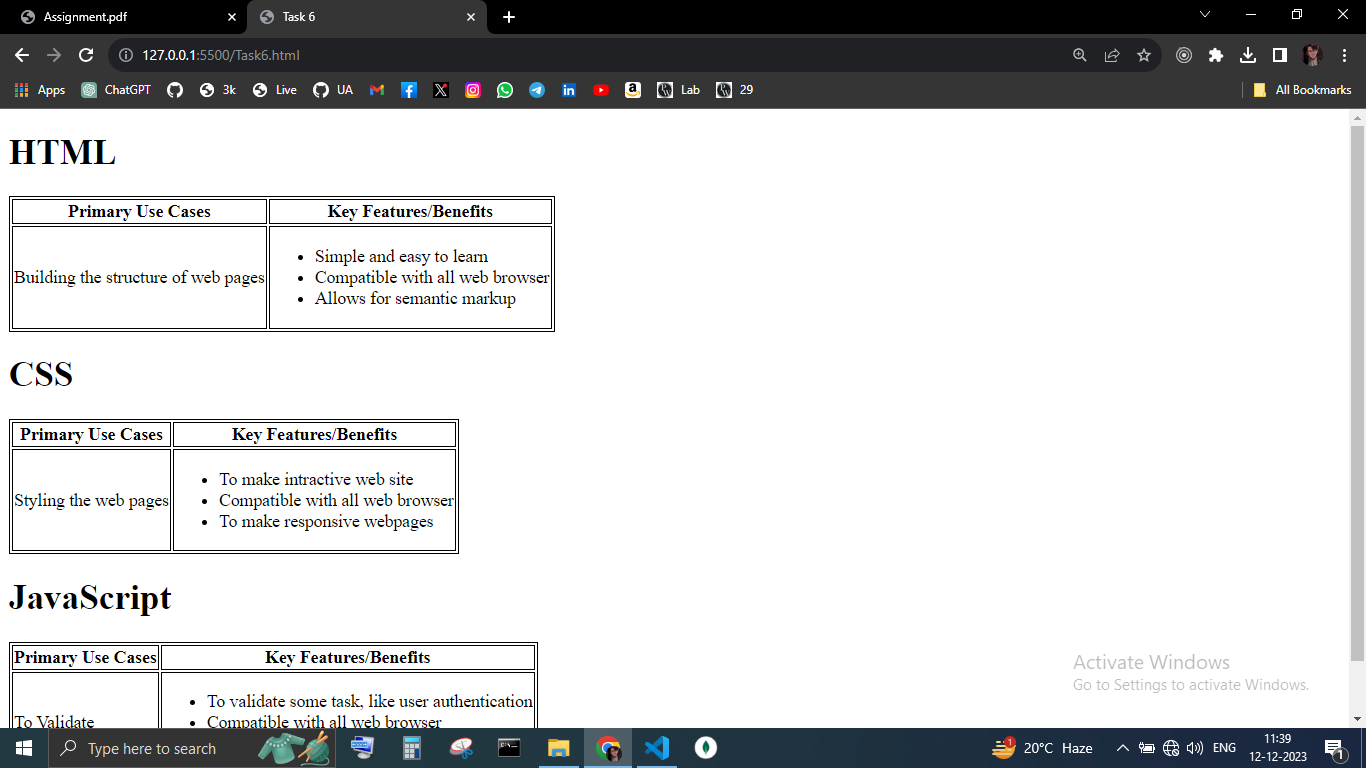 Assignment.pdf
Task 6
127.0.0.1:5500/Task6.html
Apps
ChatGPT
3k
Live
UA
Lab
29
All Bookmarks
HTML
Primary Use Cases
Key Features/Benefits
Building the structure of web pages
Simple and easy to learn
Compatible with all web browser
Allows for semantic markup
CSS
Primary Use Cases
Key Features/Benefits
Styling the web pages
To make intractive web site
Compatible with all web browser
To make responsive webpages
JavaScript
Primary Use Cases
Key Features/Benefits
To Validate
To validate some task, like user authentication
Compatible with all web browser
Activate Windows
Go to Settings to activate Windows.
Type here to search
20°C Haze
ENG
11:39
12-12-2023
1
1